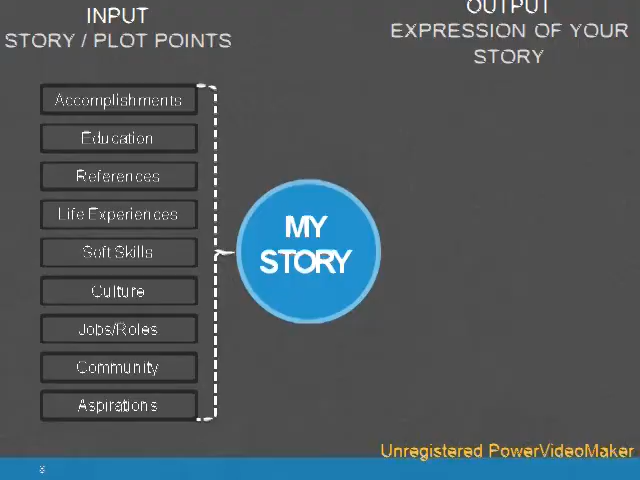 INPUT
STORY / PLOT POINTS
OUTPUT
EXPRESSION OF YOUR
STORY
Accomplishments
Education
References
Life Experiences
Soft Skills
Culture
Jobs/Roles
Community
Aspirations
MY
STORY
Unregistered PowerVideoMaker
8